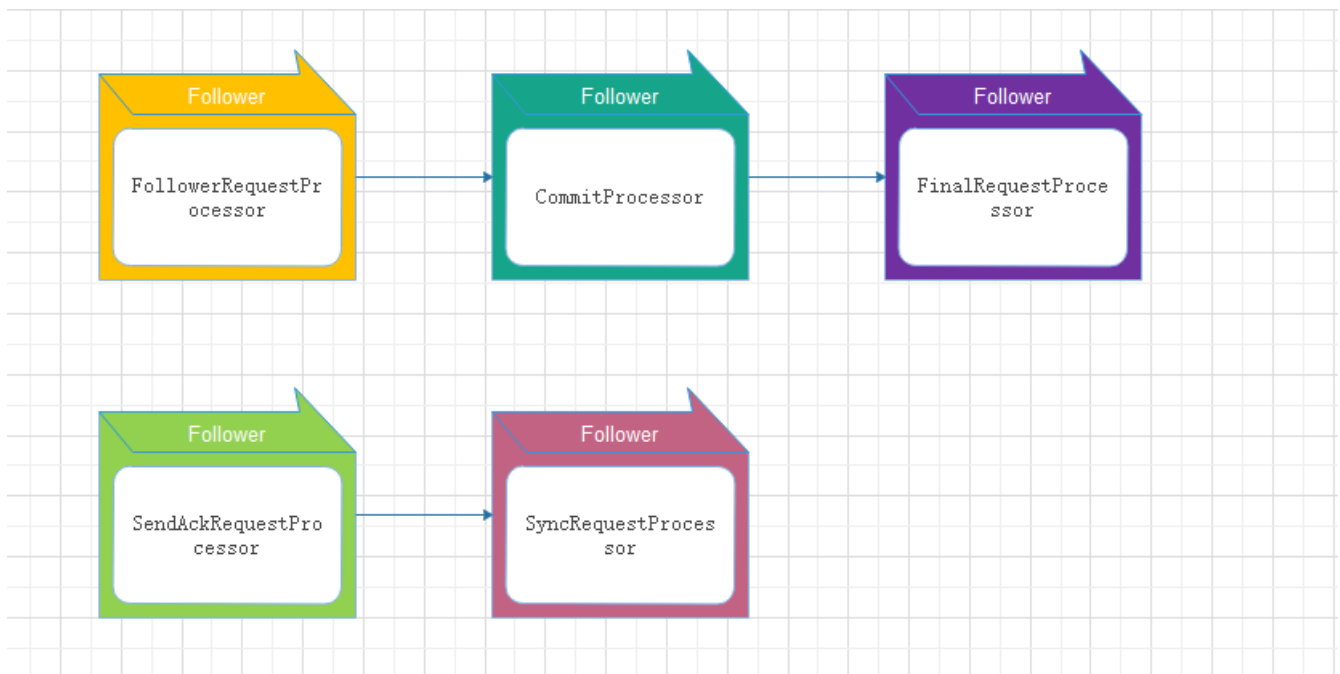 Follower
FollowerRequestPr
ocessor
Follower
CommitProcessor
Follower
FinalRequestProce
ssor
Follower
SendAckRequestPro
cessor
Follower
SyncRequestProces
sor